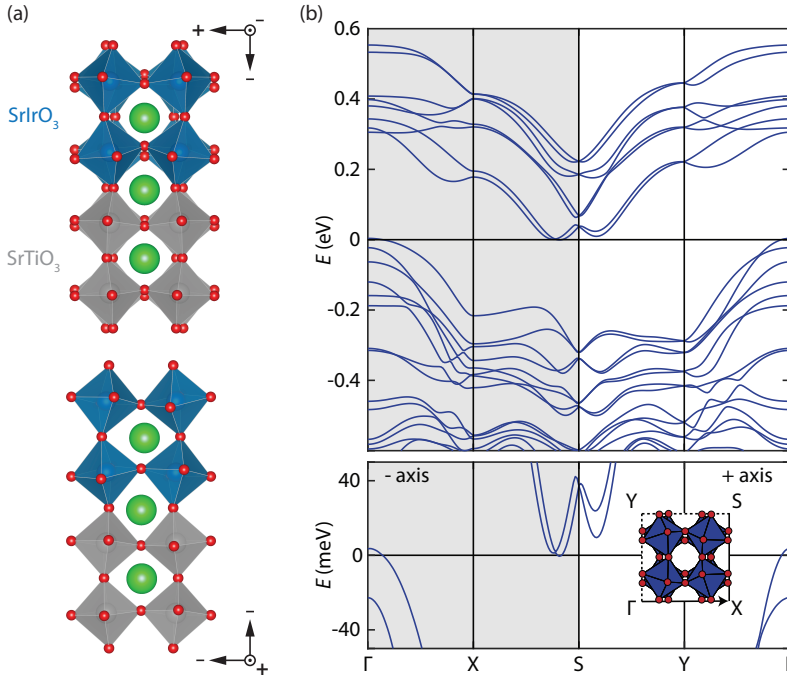 (a)
+
-
-
SrIrO₃
SrTiO₃
-
-
+
(b)
0.6
0.4
0.2
0
-0.2
-0.4
E (eV)
40
0
-50
E (meV)
- axis
+ axis
Y
S
Γ
X
Γ
X
S
Y